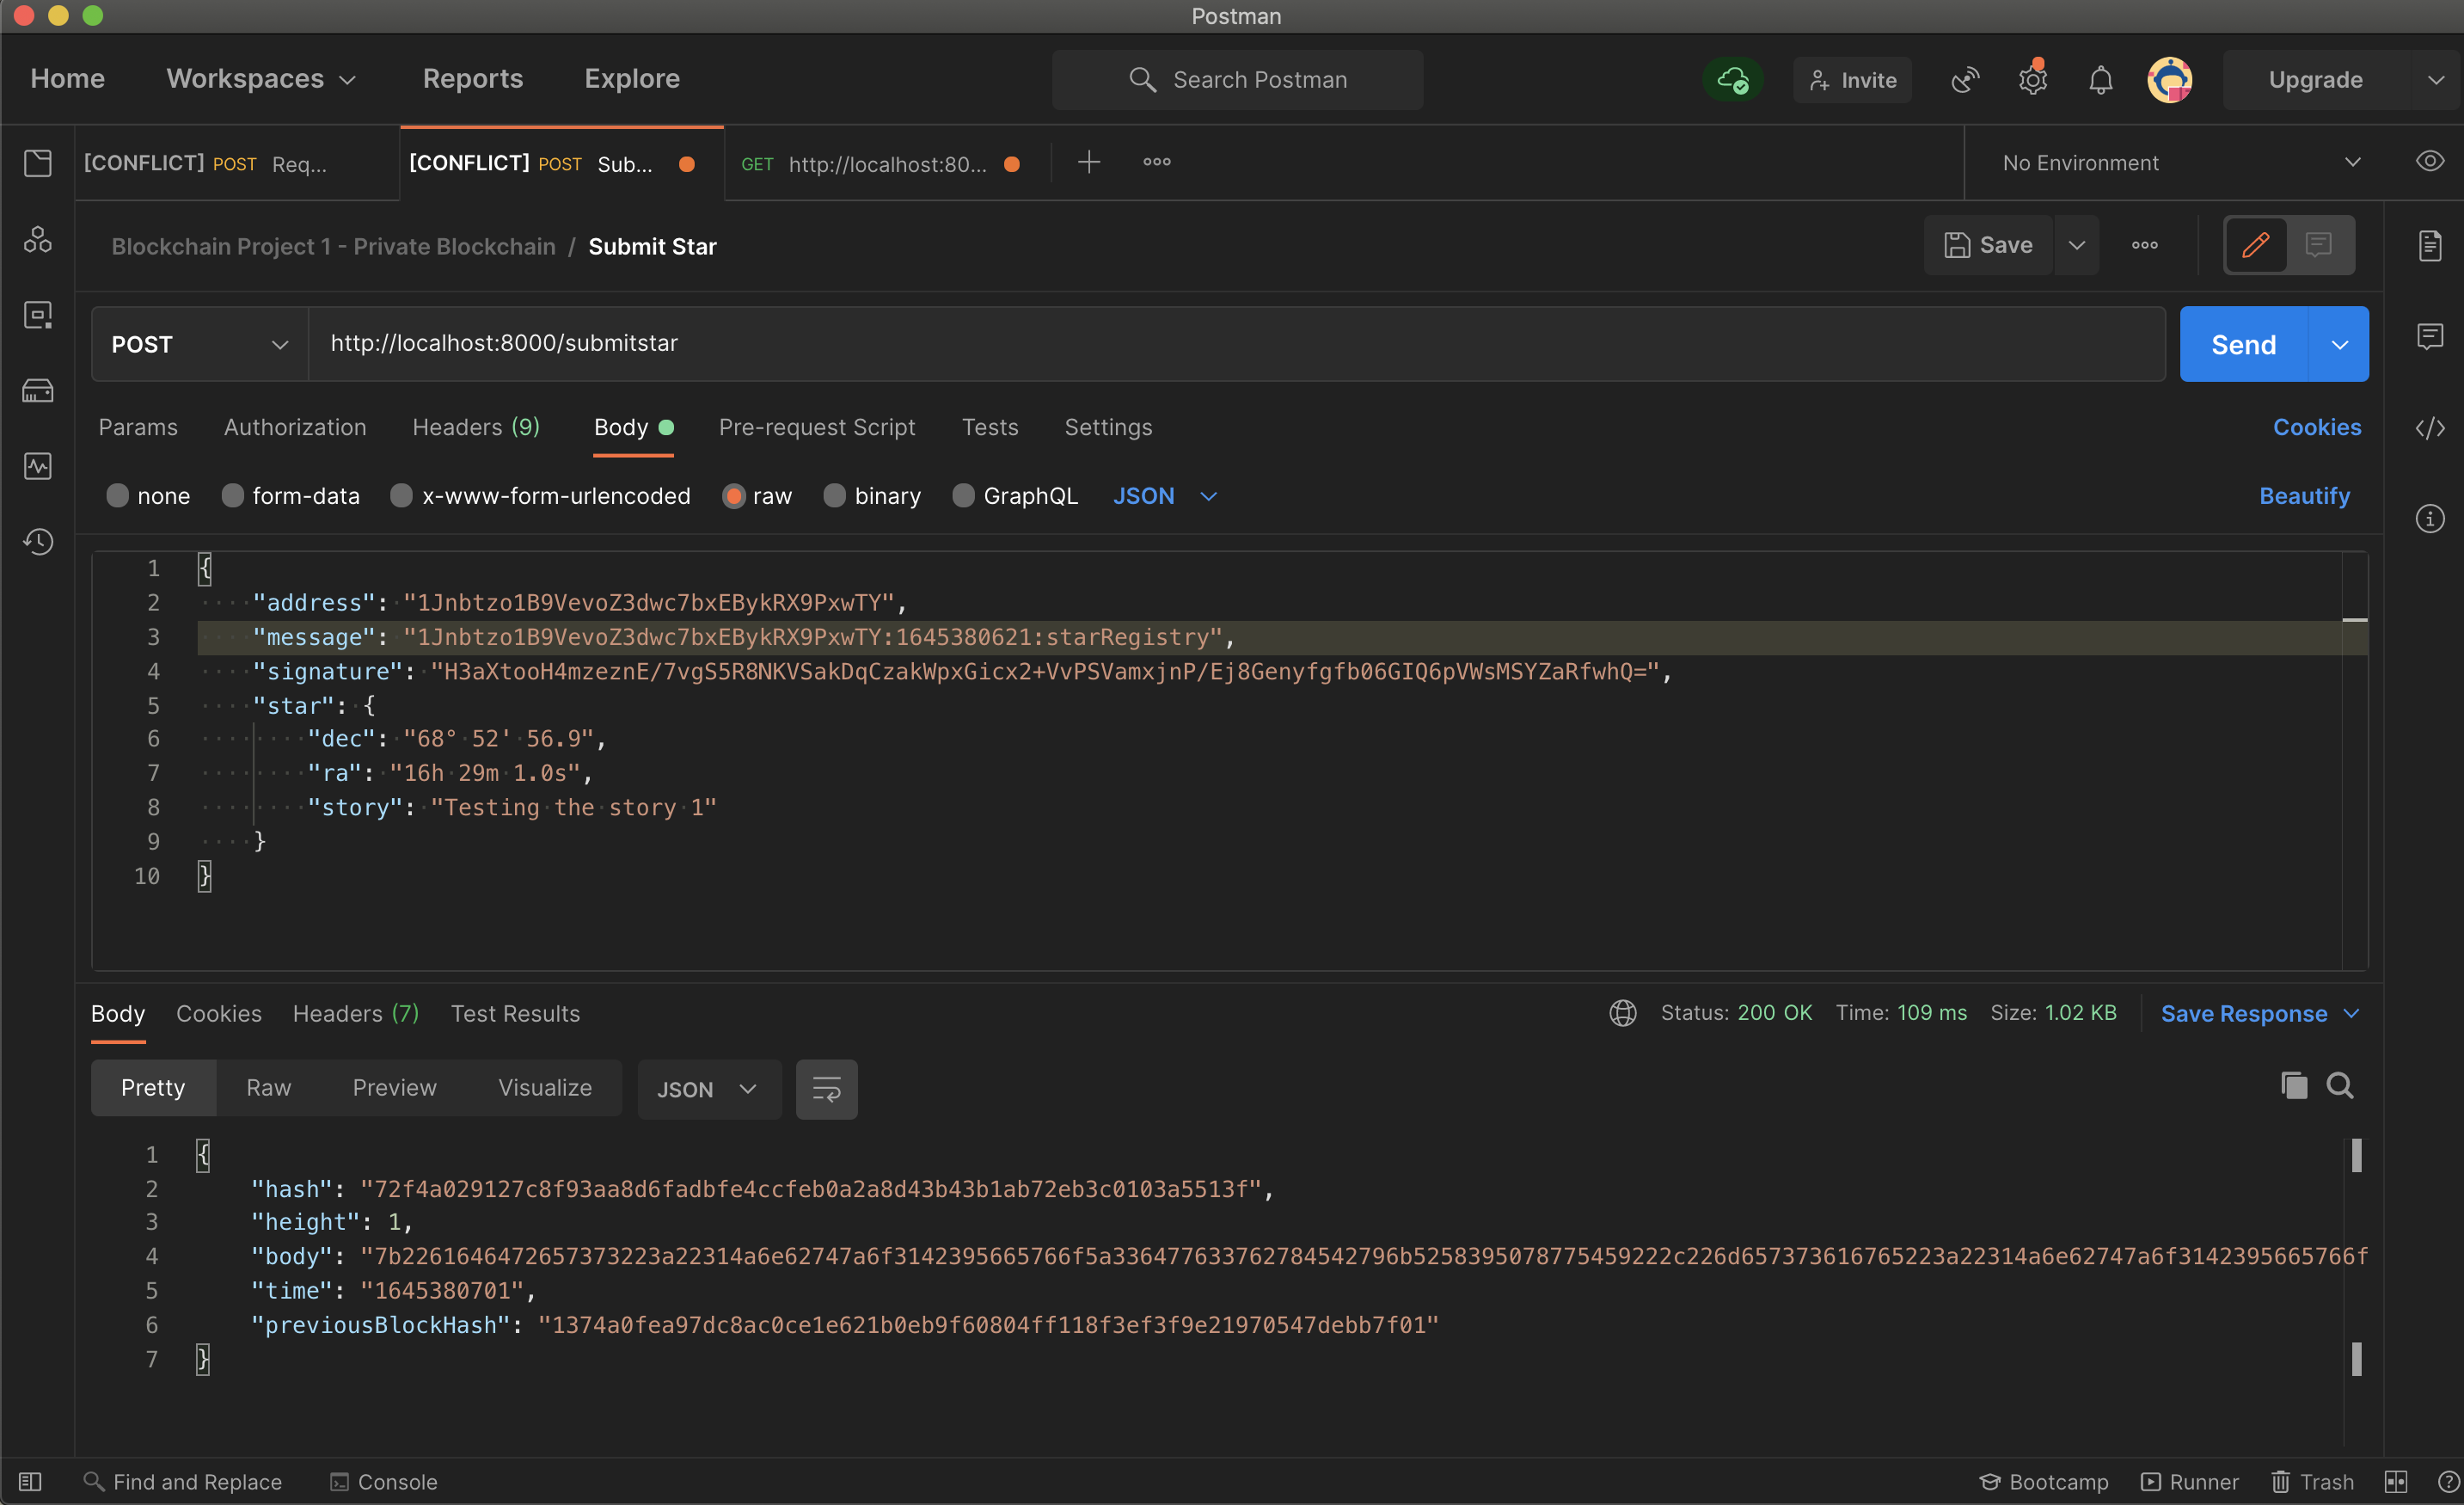 Postman
Home Workspaces Reports Explore Search Postman Invite Upgrade
[CONFLICT] POST Req... [CONFLICT] POST Sub... GET http://localhost:80... No Environment
Blockchain Project 1 - Private Blockchain / Submit Star Save
POST http://localhost:8000/submitstar Send
Params Authorization Headers (9) Body Pre-request Script Tests Settings Cookies
none form-data x-www-form-urlencoded raw binary GraphQL JSON Beautify
1 {
2 "address": "1Jnbtzo1B9VevoZ3dwc7bxEBykRX9PxwTY",
3 "message": "1Jnbtzo1B9VevoZ3dwc7bxEBykRX9PxwTY:1645380621:starRegistry",
4 "signature": "H3aXtooH4mzeznE/7vgS5R8NKVSakDqCzakWpxGicx2+VvPSVamxjnP/Ej8Genyfgfb06GIQ6pVWsMSYZaRfwhQ=",
5 "star": {
6 "dec": "68° 52' 56.9",
7 "ra": "16h 29m 1.0s",
8 "story": "Testing the story 1"
9 }
10 }
Body Cookies Headers (7) Test Results Status: 200 OK Time: 109 ms Size: 1.02 KB Save Response
Pretty Raw Preview Visualize JSON
1 {
2 "hash": "72f4a029127c8f93aa8d6fadbfe4ccfeb0a2a8d43b43b1ab72eb3c0103a5513f",
3 "height": 1,
4 "body": "7b2261646472657373223a22314a6e62747a6f3142395665766f5a336477633762784542796b5258395078775459222c226d657373616765223a22314a6e62747a6f3142395665766f
5 "time": "1645380701",
6 "previousBlockHash": "1374a0fea97dc8ac0ce1e621b0eb9f60804ff118f3ef3f9e21970547debb7f01"
7 }
Find and Replace Console Bootcamp Runner Trash